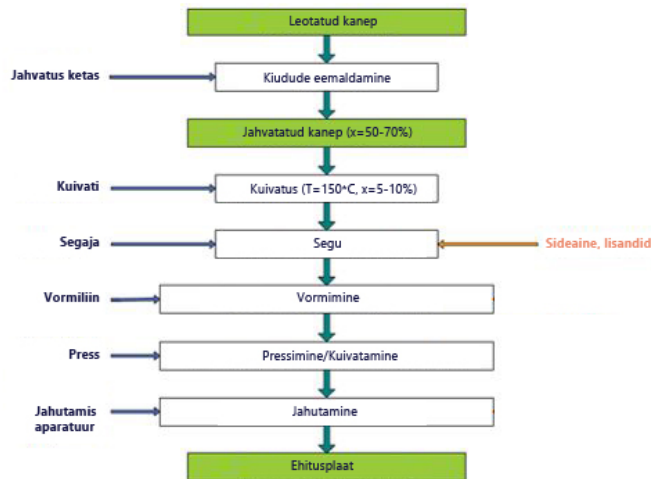 Leotatud kanep
Jahvatus ketas
Kiudude eemaldamine
Jahvatatud kanep (x=50-70%)
Kuivati
Kuivatus (T=150*C, x=5-10%)
Segaja
Segu
Sideaine, lisandid
Vormiliin
Vormimine
Press
Pressimine/Kuivatamine
Jahutamis
aparatuur
Jahutamine
Ehitusplaat